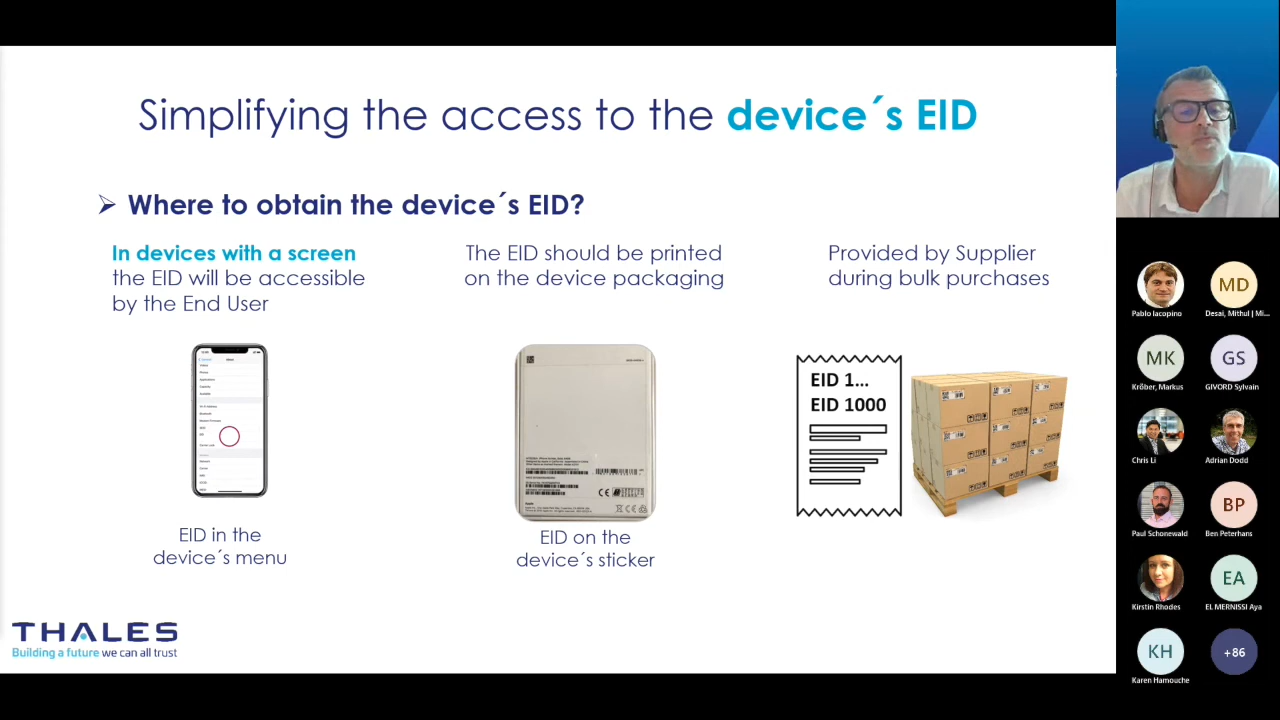 Simplifying the access to the device´s EID
➢ Where to obtain the device´s EID?
In devices with a screen
the EID will be accessible
by the End User
The EID should be printed
on the device packaging
Provided by Supplier
during bulk purchases
EID 1...
EID 1000
EID in the
device´s menu
EID on the
device´s sticker
THALES
Building a future we can all trust
Pablo Iacopino
MD
Desai, Mithul | Mi...
MK
Kröber, Markus
GS
GIVORD Sylvain
Chris Li
Adrian Dodd
Paul Schonewald
BP
Ben Peterhans
Kirstin Rhodes
EA
EL MERNISSI Aya
KH
Karen Hamouche
+86